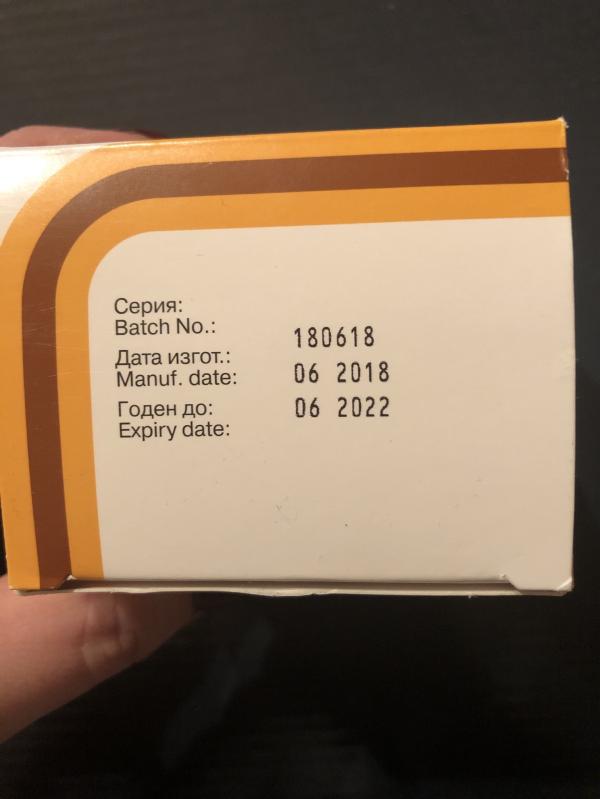 Серия:
Batch No.: 180618
Дата изгот.:
Manuf. date: 06 2018
Годен до: 06 2022
Expiry date: